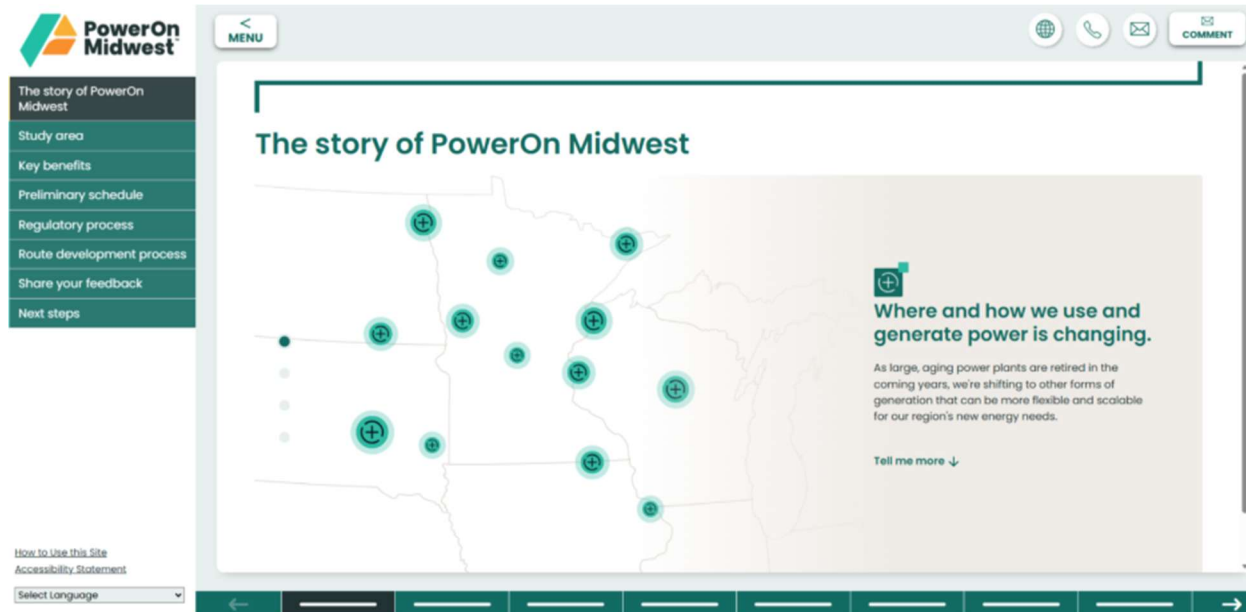 PowerOn
Midwest
The story of PowerOn
Midwest
Study area
Key benefits
Preliminary schedule
Regulatory process
Route development process
Share your feedback
Next steps
How to Use this Site
Accessibility Statement
Select Language
<
MENU
COMMENT
The story of PowerOn Midwest
Where and how we use and
generate power is changing.
As large, aging power plants are retired in the
coming years, we're shifting to other forms of
generation that can be more flexible and scalable
for our region's new energy needs.
Tell me more ↓